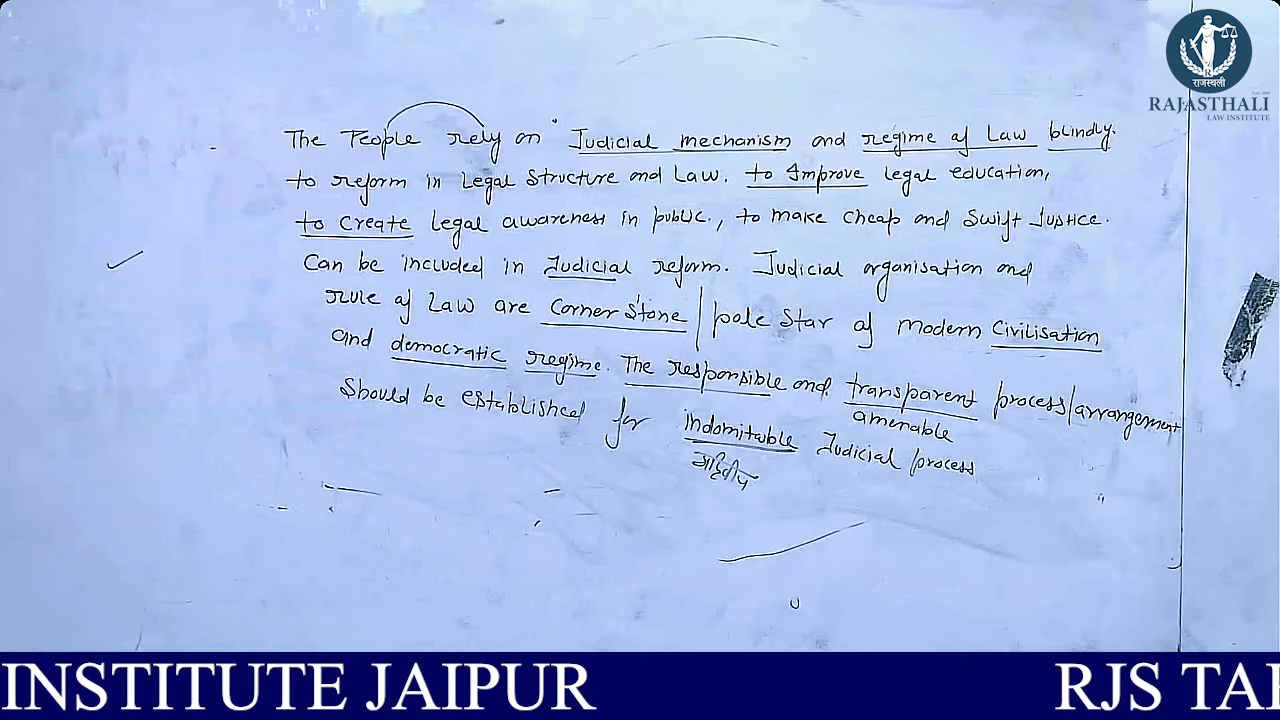 राजस्थली
RAJASTHALI
LAW INSTITUTE
The People rely on Judicial mechanism and regime of Law blindly.
to reform in Legal Structure and Law. to Improve legal education,
to create legal awareness in public., to make cheap and Swift Justice.
Can be included in Judicial reform. Judicial organisation and
rule of Law are Corner Stone / pole Star of modern Civilisation
and democratic regime. The responsible and transparent process/arrangement
amenable
Should be established for indomitable Judicial process
INSTITUTE JAIPUR
RJS TA